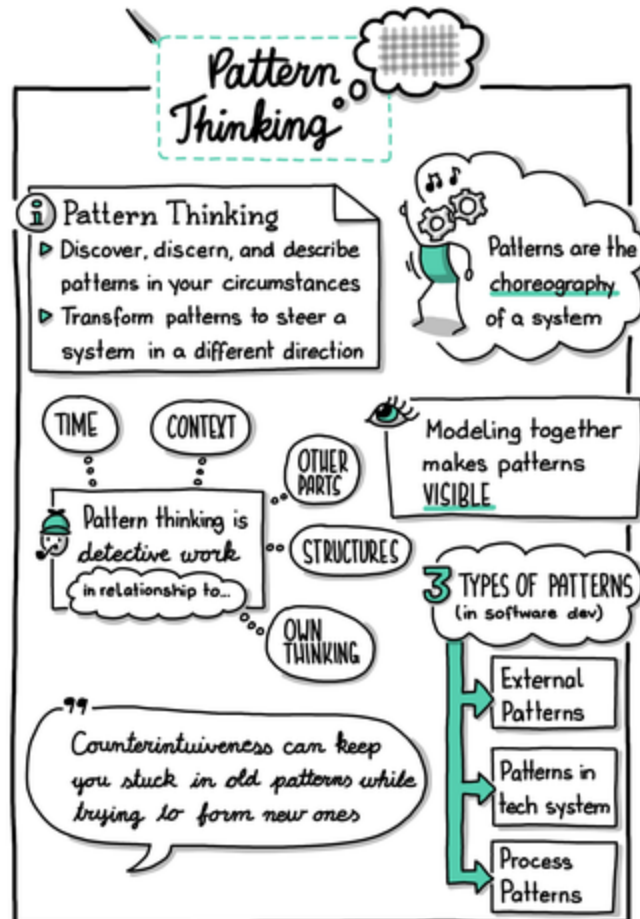 Pattern
Thinking
i Pattern Thinking
Discover, discern, and describe
patterns in your circumstances
Transform patterns to steer a
system in a different direction
Patterns are the
choreography
of a system
TIME
CONTEXT
OTHER
PARTS
STRUCTURES
OWN
THINKING
Pattern thinking is
detective work
in relationship to...
Modeling together
makes patterns
VISIBLE
3 TYPES OF PATTERNS
(in software dev)
External
Patterns
Patterns in
tech system
Process
Patterns
"
Counterintuiveness can keep
you stuck in old patterns while
trying to form new ones